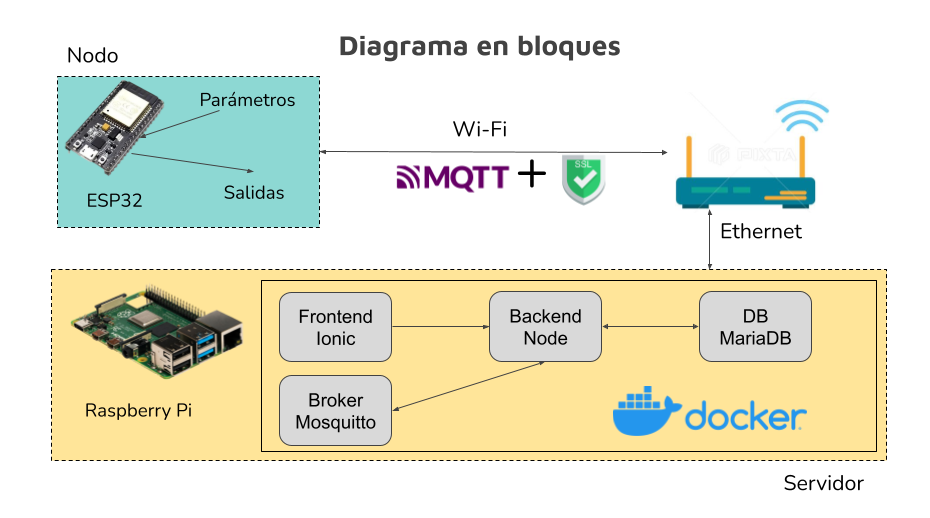 Diagrama en bloques
Nodo
Parámetros
Salidas
ESP32
Wi-Fi
MQTT +
SSL
PIXTA
Ethernet
Raspberry Pi
Frontend
Ionic
Backend
Node
DB
MariaDB
Broker
Mosquitto
docker
Servidor